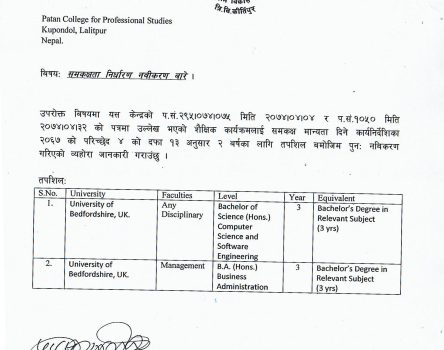 त्रि.वि.कीर्तिपुर
Patan College for Professional Studies
Kupondol, Lalitpur
Nepal.
विषय: समकक्षता निर्धारण नवीकरण बारे ।
उपरोक्त विषयमा यस केन्द्रको प.सं.२९५।०७४।०७५ मिति २०७४।०४।०४ र प.सं.१०५० मिति
२०७४।०४।३२ को पत्रमा उल्लेख भएको शैक्षिक कार्यक्रमलाई समकक्ष मान्यता दिने कार्यनिर्देशिका
२०६७ को परिच्छेद ४ को दफा १३ अनुसार २ बर्षका लागि तपशिल बमोजिम पुन: नविकरण
गरिएको व्यहोरा जानकारी गराउंछु ।
तपशिल:
S.No. University Faculties Level Year Equivalent
1. University of Any Bachelor of 3 Bachelor's Degree in
Bedfordshire, UK. Disciplinary Science (Hons.) Relevant Subject
Computer (3 yrs)
Science and
Software
Engineering
2. University of Management B.A. (Hons.) 3 Bachelor's Degree in
Bedfordshire, UK. Business Relevant Subject
Administration (3 yrs)